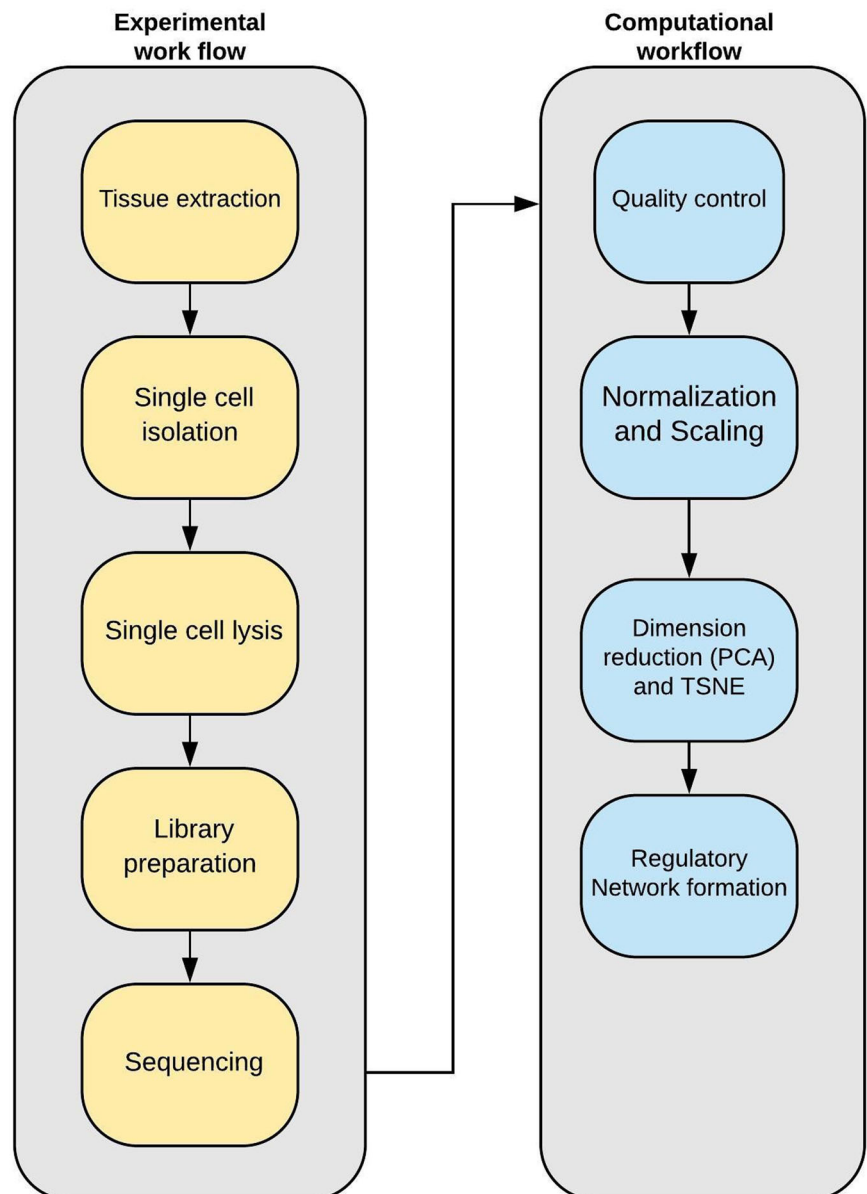 Experimental
work flow
Tissue extraction
Single cell
isolation
Single cell lysis
Library
preparation
Sequencing
Computational
workflow
Quality control
Normalization
and Scaling
Dimension
reduction (PCA)
and TSNE
Regulatory
Network formation